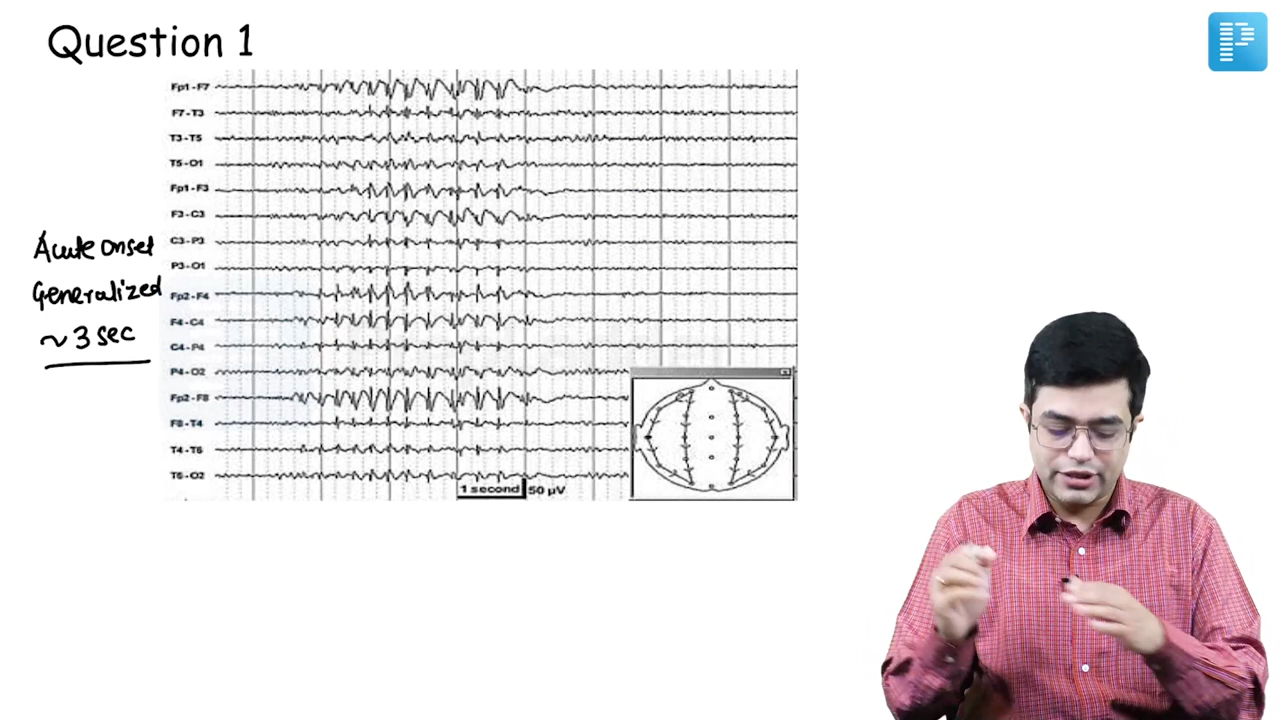 Question 1
Fp1-F7
F7-T3
T3-T5
T5-O1
Fp1-F3
F3-C3
C3-P3
P3-O1
Fp2-F4
F4-C4
C4-P4
P4-O2
Fp2-F8
F8-T4
T4-T6
T6-O2
1 second 50 µV
Acute onset
Generalized
~ 3 sec